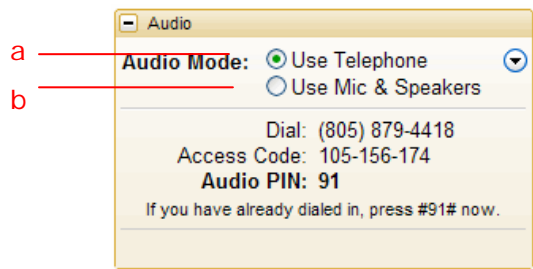 Audio
a
Audio Mode: Use Telephone
b
Use Mic & Speakers
Dial: (805) 879-4418
Access Code: 105-156-174
Audio PIN: 91
If you have already dialed in, press #91# now.